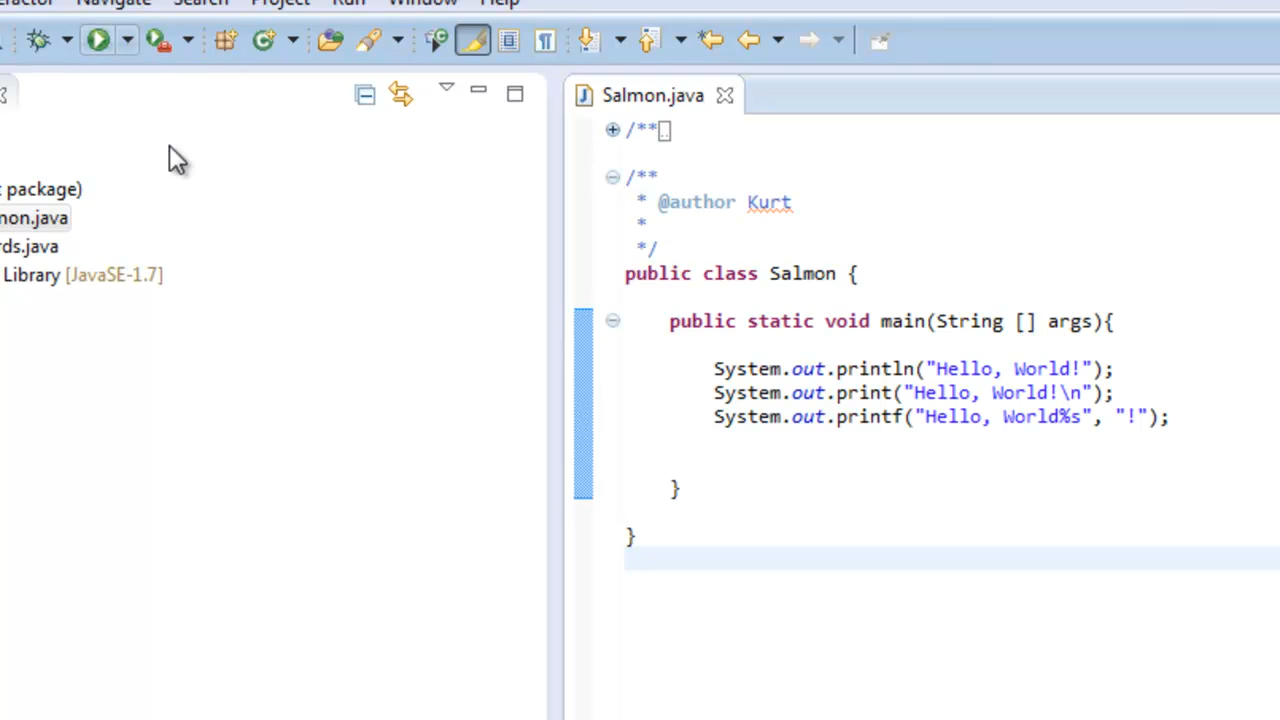 Navigate Search Project Run Window Help
Salmon.java
package)
mon.java
rds.java
Library [JavaSE-1.7]
/**
/**
* @author Kurt
*
*/
public class Salmon {
public static void main(String [] args){
System.out.println("Hello, World!");
System.out.print("Hello, World!\n");
System.out.printf("Hello, World%s", "!");
}
}